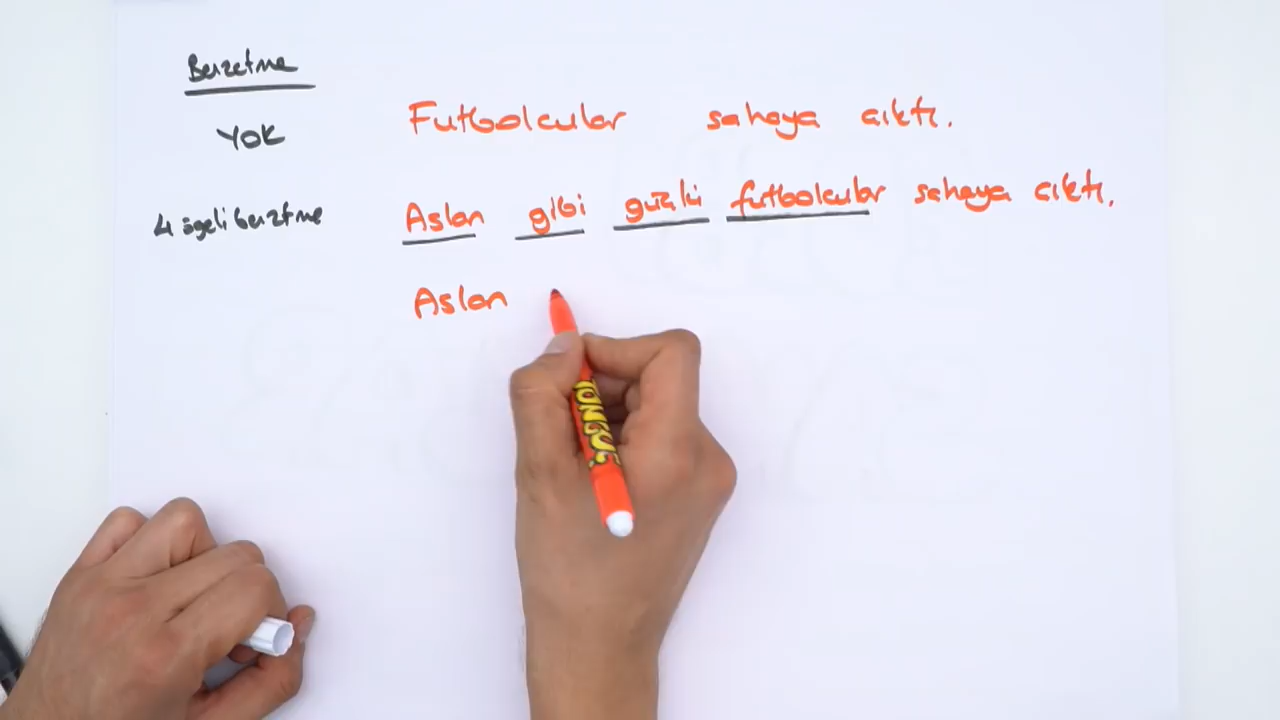 Benzetme
YOK
Futbolcular sahaya çıktı.
4 ögeli benzetme
Aslan gibi güçlü futbolcular sahaya çıktı.
Aslan